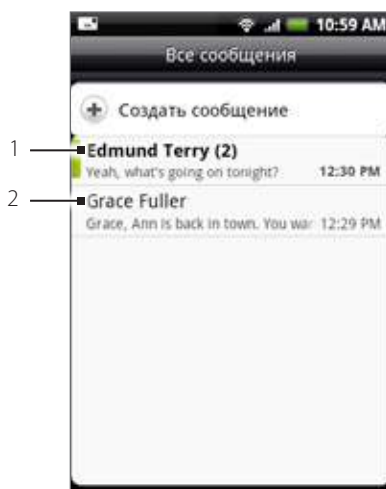 10:59 AM
Все сообщения
Создать сообщение
1 Edmund Terry (2)
Yeah, what's going on tonight? 12:30 PM
2 Grace Fuller
Grace, Ann is back in town. You war 12:29 PM